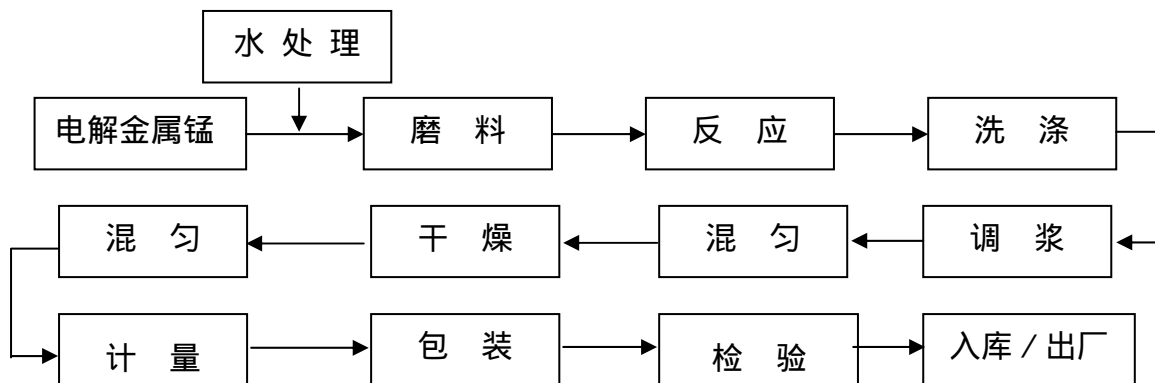 水 处 理
电解金属锰
磨 料
反 应
洗 涤
混 匀
干 燥
混 匀
调 浆
计 量
包 装
检 验
入库 / 出厂